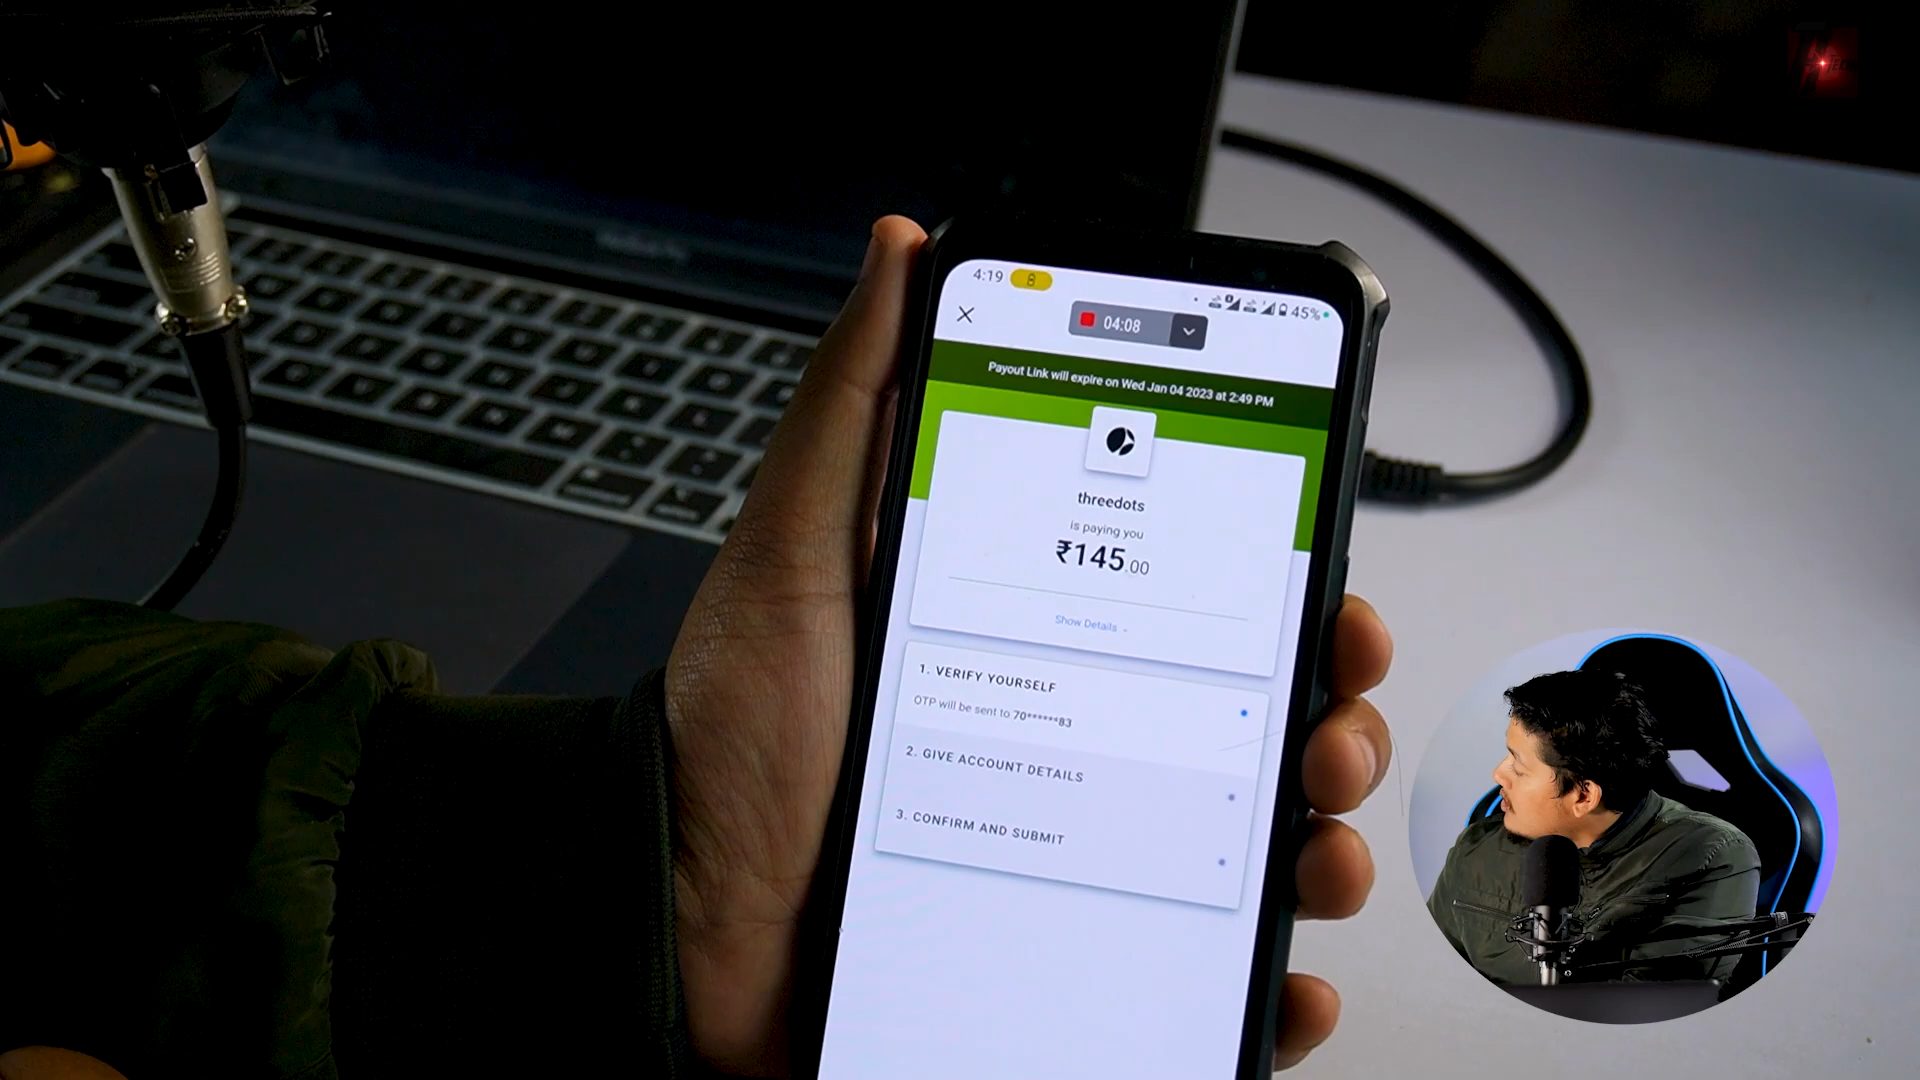 4:19
45%
04:08
Payout Link will expire on Wed Jan 04 2023 at 2:49 PM
threedots
is paying you
₹145.00
Show Details
1. VERIFY YOURSELF
OTP will be sent to 70******83
2. GIVE ACCOUNT DETAILS
3. CONFIRM AND SUBMIT